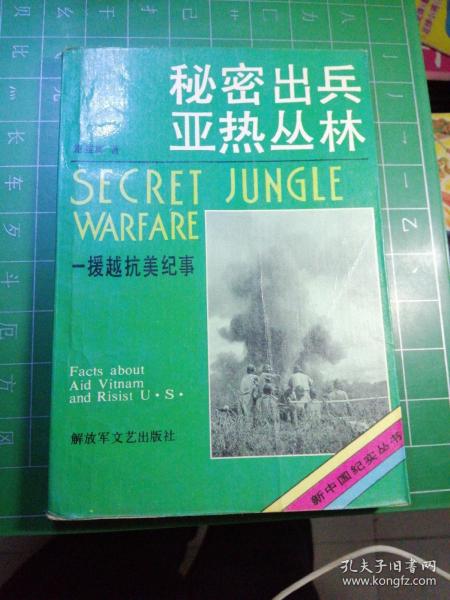 秘密出兵
亚热丛林
著
SECRET JUNGLE
WARFARE
一援越抗美纪事
Facts about
Aid Vitnam
and Risist U·S·
解放军文艺出版社
新中国纪实丛书
孔夫子旧书网
www.kongfz.com